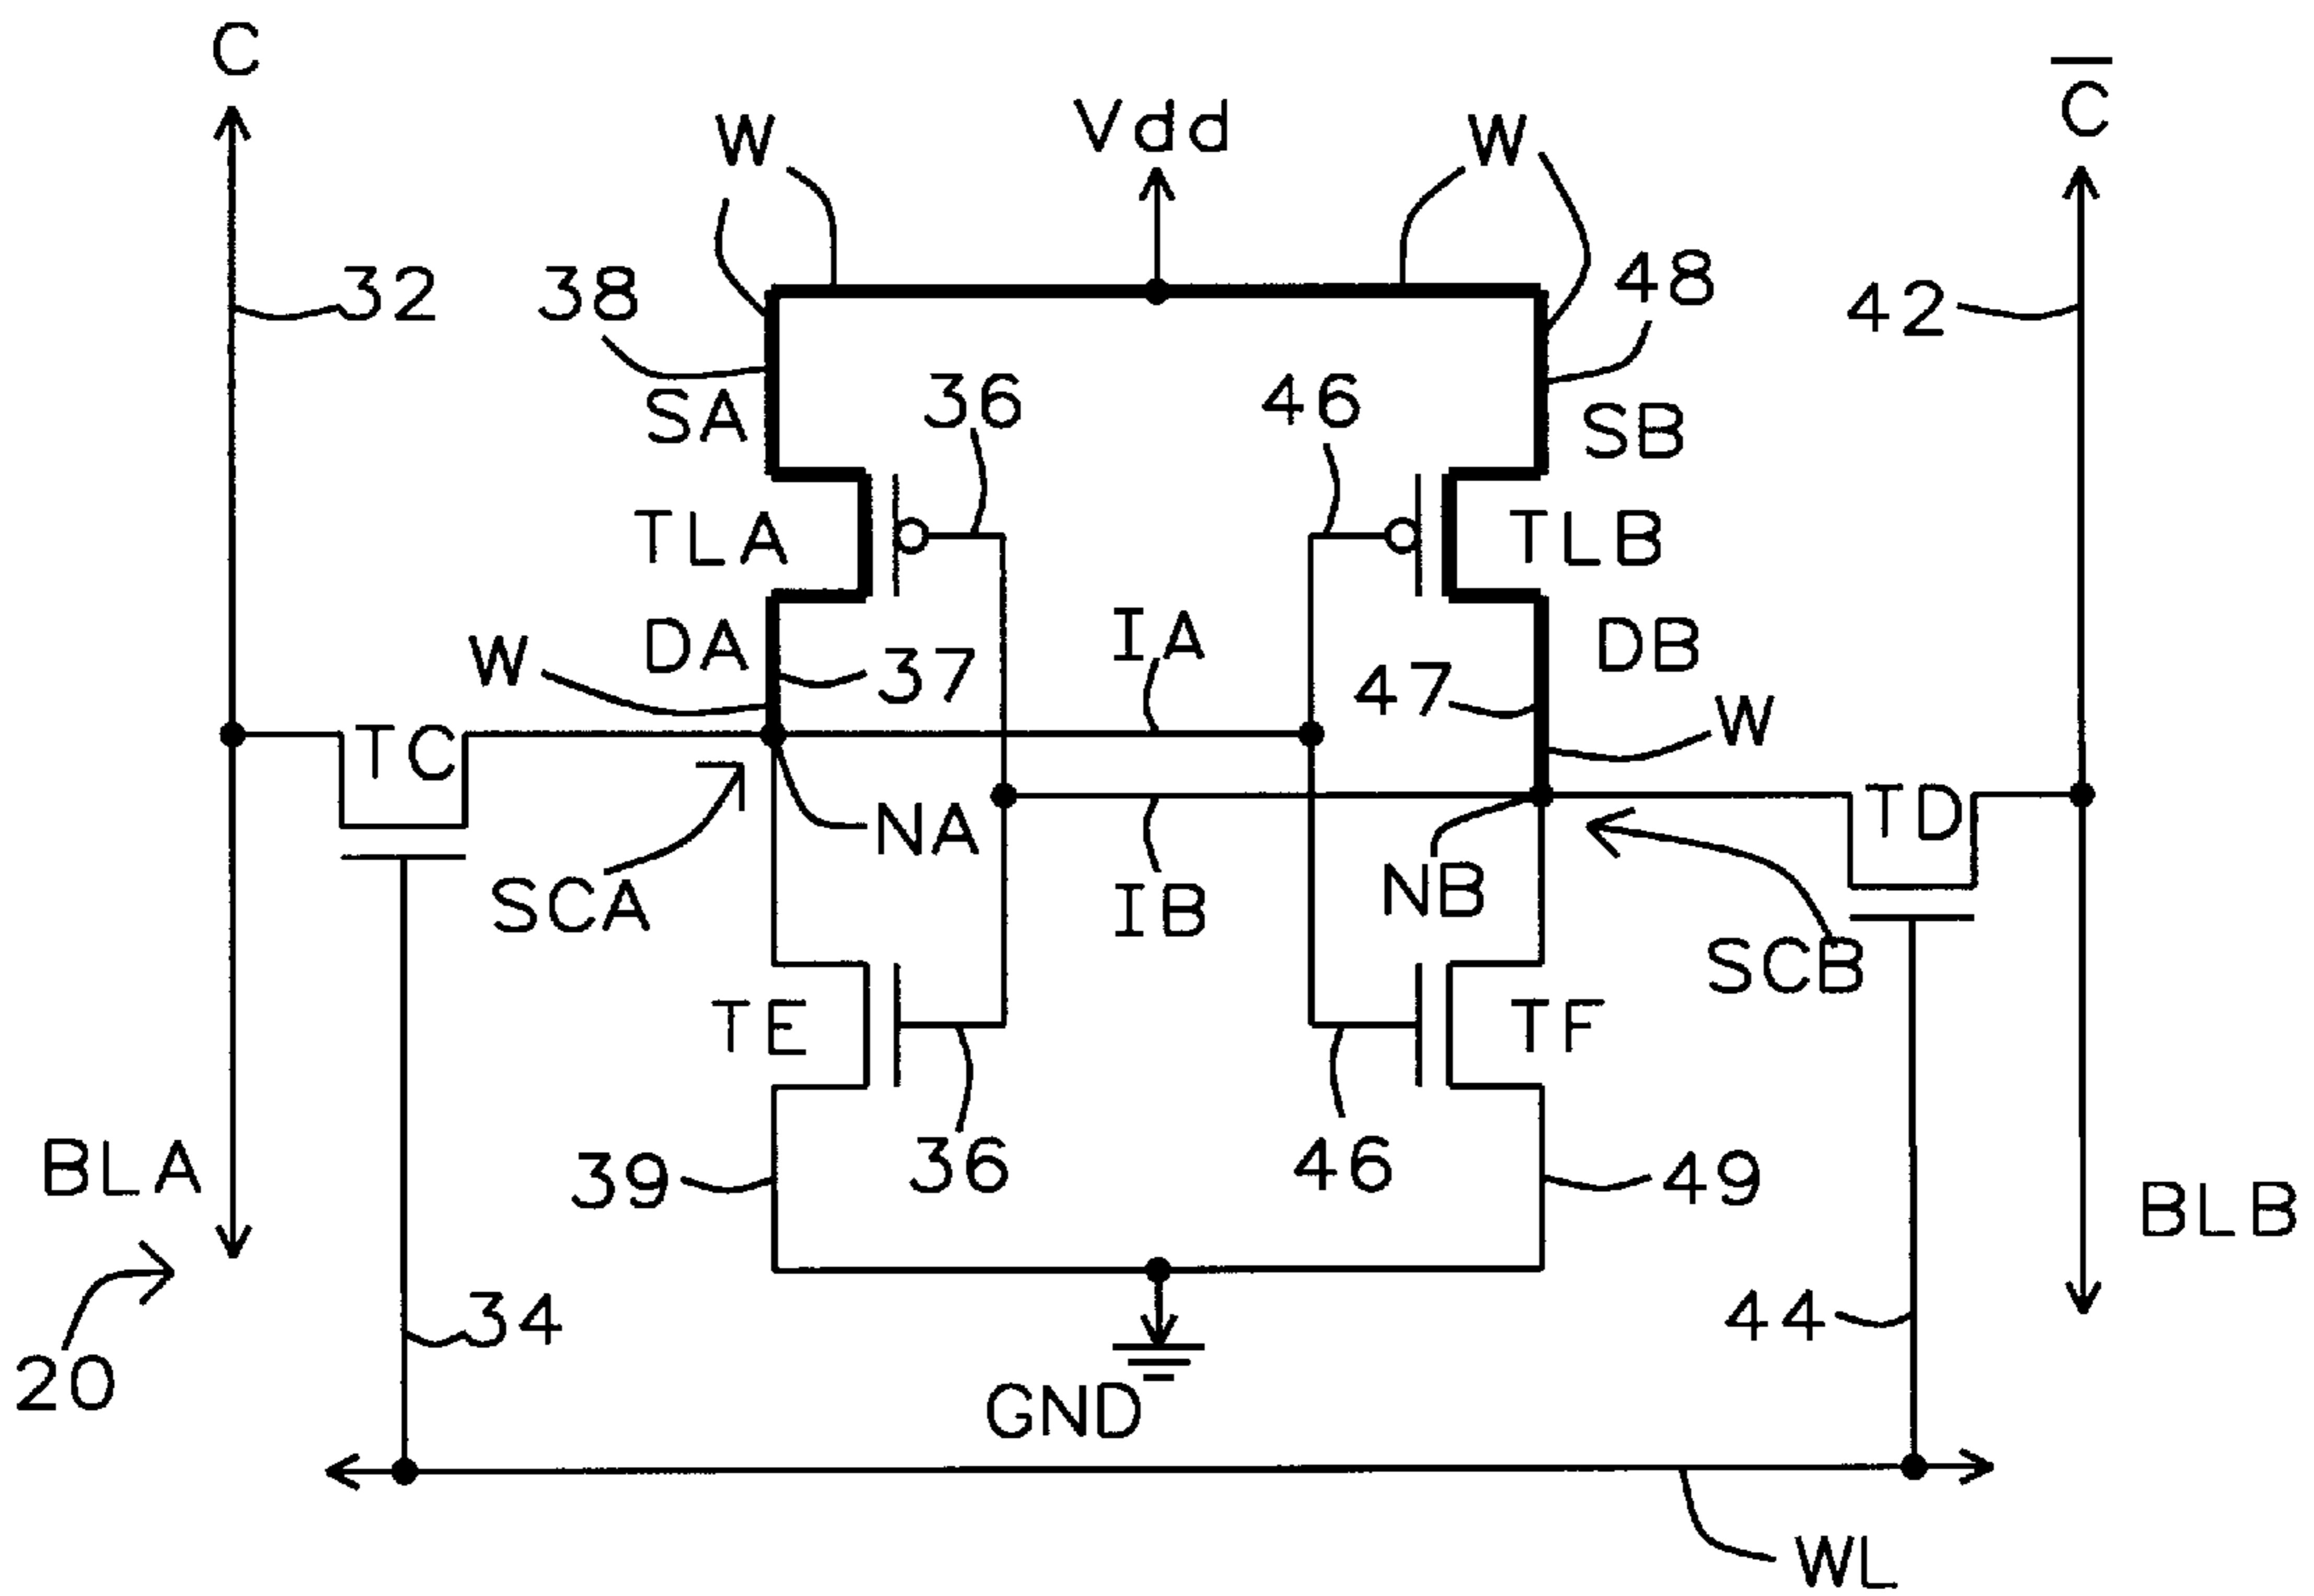 C
C̅
W
Vdd
W
32
38
48
42
SA
36
46
SB
TLA
TLB
W
DA
37
IA
47
DB
W
TC
TD
NA
SCA
IB
NB
SCB
TE
TF
BLA
39
36
46
49
BLB
34
44
20
GND
WL